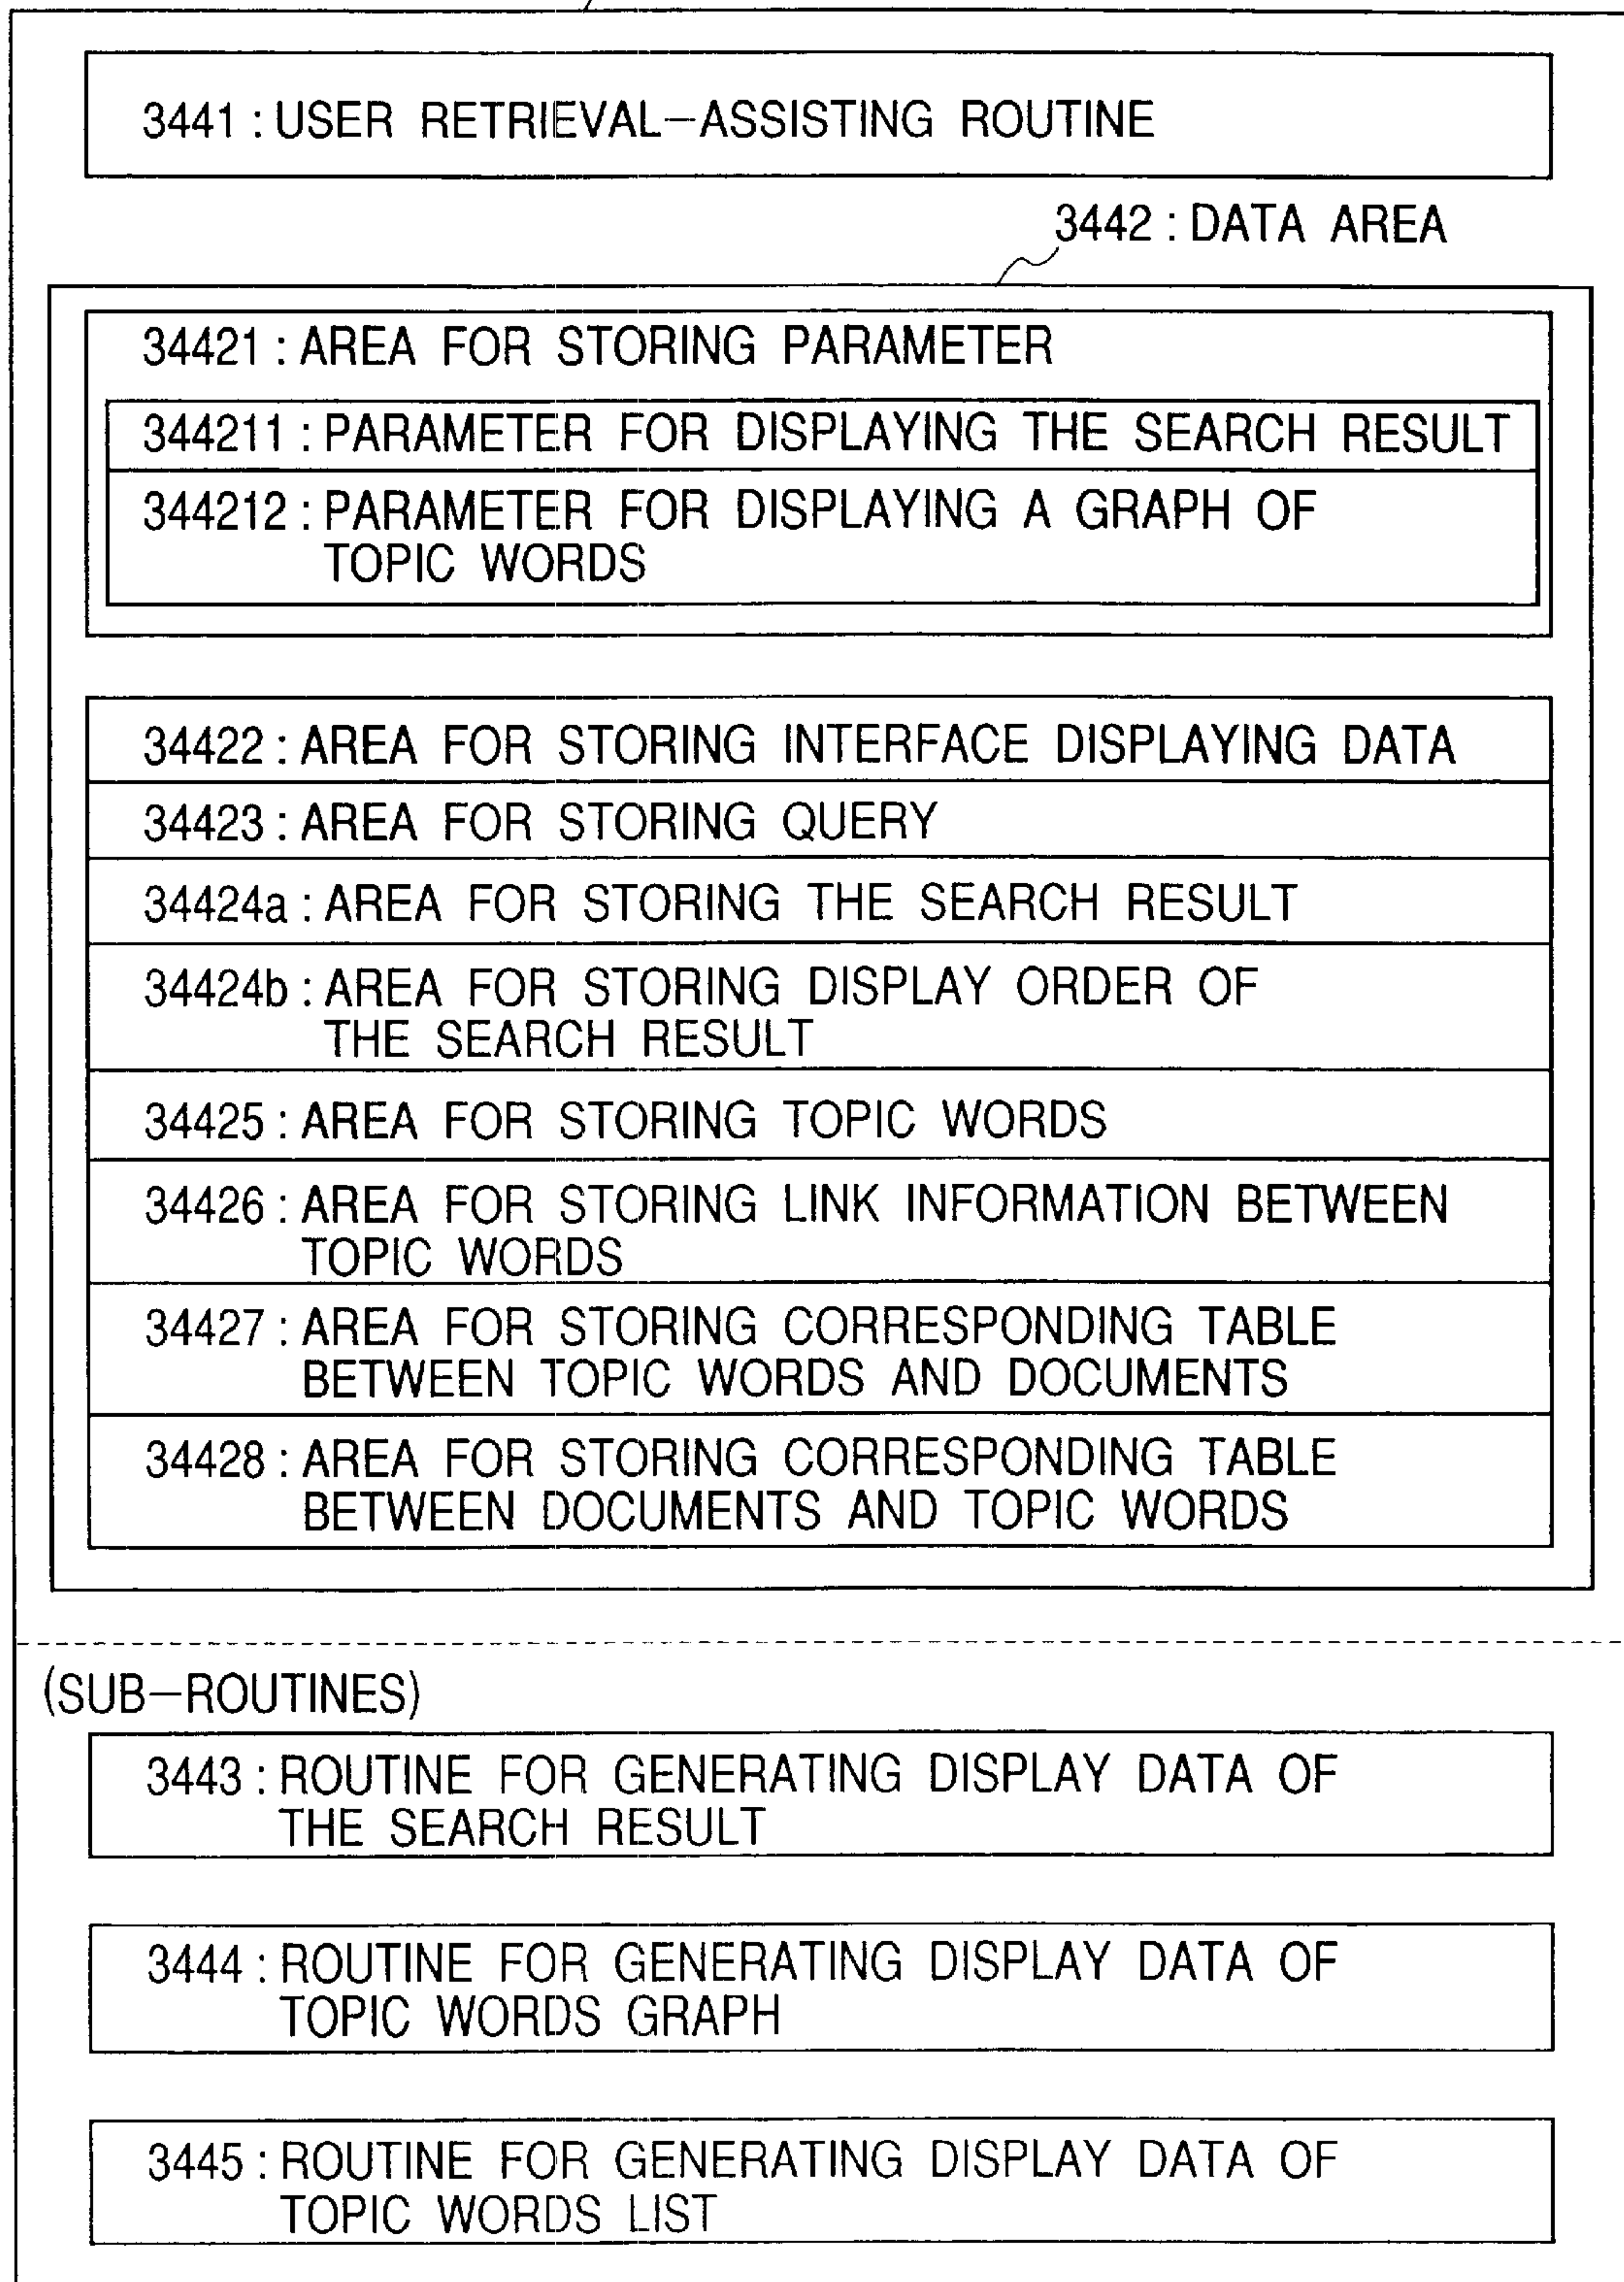 3441 : USER RETRIEVAL-ASSISTING ROUTINE
3442 : DATA AREA
34421 : AREA FOR STORING PARAMETER
344211 : PARAMETER FOR DISPLAYING THE SEARCH RESULT
344212 : PARAMETER FOR DISPLAYING A GRAPH OF
TOPIC WORDS
34422 : AREA FOR STORING INTERFACE DISPLAYING DATA
34423 : AREA FOR STORING QUERY
34424a : AREA FOR STORING THE SEARCH RESULT
34424b : AREA FOR STORING DISPLAY ORDER OF
THE SEARCH RESULT
34425 : AREA FOR STORING TOPIC WORDS
34426 : AREA FOR STORING LINK INFORMATION BETWEEN
TOPIC WORDS
34427 : AREA FOR STORING CORRESPONDING TABLE
BETWEEN TOPIC WORDS AND DOCUMENTS
34428 : AREA FOR STORING CORRESPONDING TABLE
BETWEEN DOCUMENTS AND TOPIC WORDS
(SUB-ROUTINES)
3443 : ROUTINE FOR GENERATING DISPLAY DATA OF
THE SEARCH RESULT
3444 : ROUTINE FOR GENERATING DISPLAY DATA OF
TOPIC WORDS GRAPH
3445 : ROUTINE FOR GENERATING DISPLAY DATA OF
TOPIC WORDS LIST